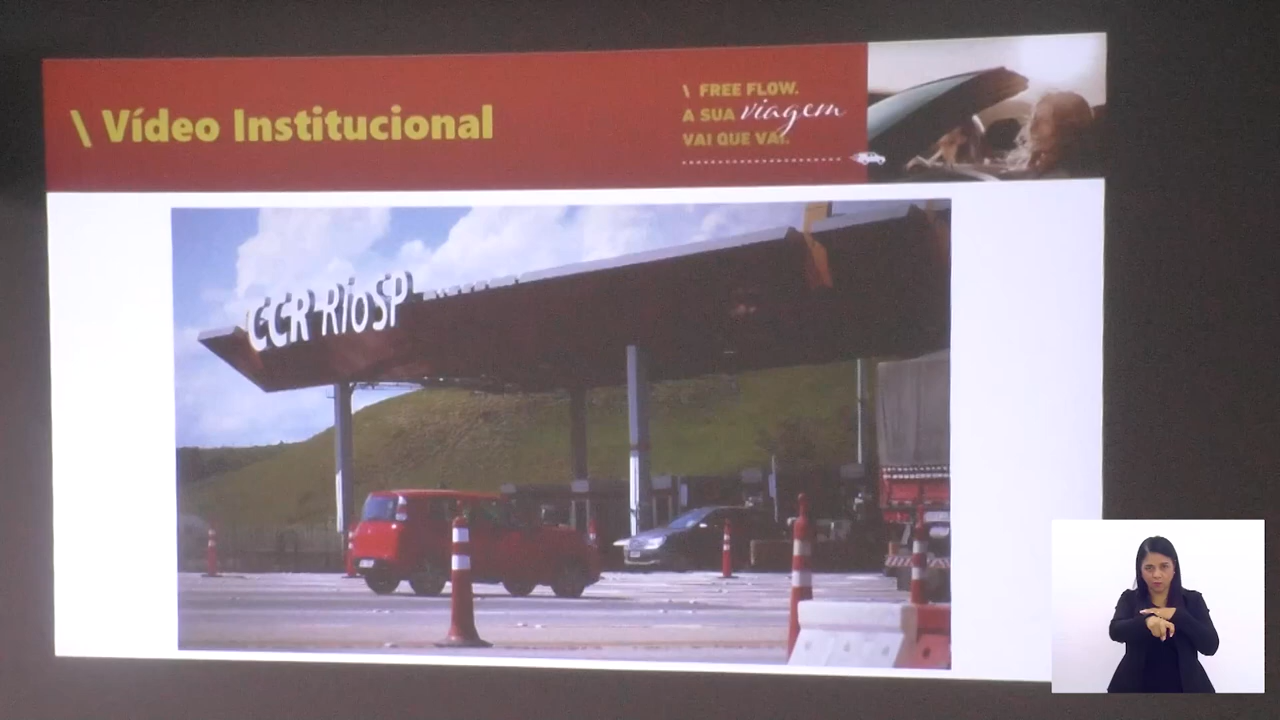 \ Vídeo Institucional
\ FREE FLOW.
A SUA viagem
VAI QUE VAI.
CCR RioSP